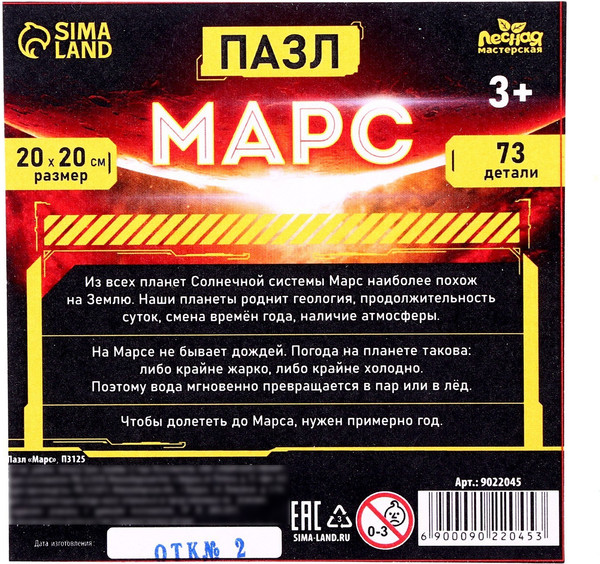 SIMA
LAND
ПАЗЛ
Лесная
мастерская
3+
МАРС
20 x 20 см
размер
73
детали
Из всех планет Солнечной системы Марс наиболее похож
на Землю. Наши планеты роднит геология, продолжительность
суток, смена времён года, наличие атмосферы.
На Марсе не бывает дождей. Погода на планете такова:
либо крайне жарко, либо крайне холодно.
Поэтому вода мгновенно превращается в пар или в лёд.
Чтобы долететь до Марса, нужен примерно год.
Пазл «Марс», П3125
Арт.: 9022045
EAC
3
0-3
SIMA-LAND.RU
6 900090 220453
Дата изготовления:
ОТК№ 2